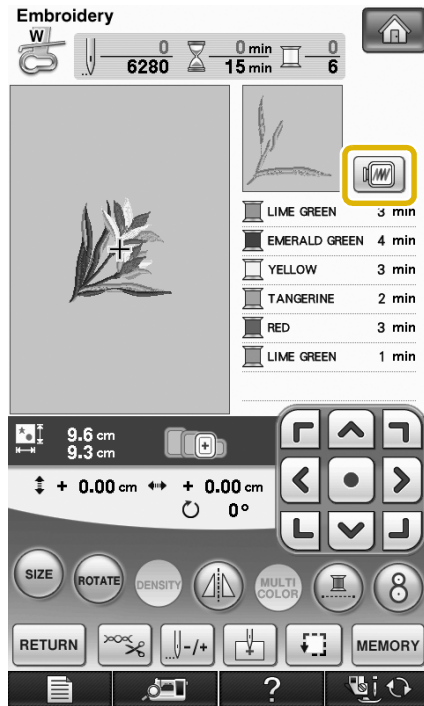 Embroidery
W
0 0 min 0
6280 15 min 6
LIME GREEN 3 min
EMERALD GREEN 4 min
YELLOW 3 min
TANGERINE 2 min
RED 3 min
LIME GREEN 1 min
9.6 cm
9.3 cm
+ 0.00 cm + 0.00 cm
0°
SIZE ROTATE DENSITY MULTI COLOR 8
RETURN -/+ MEMORY
?